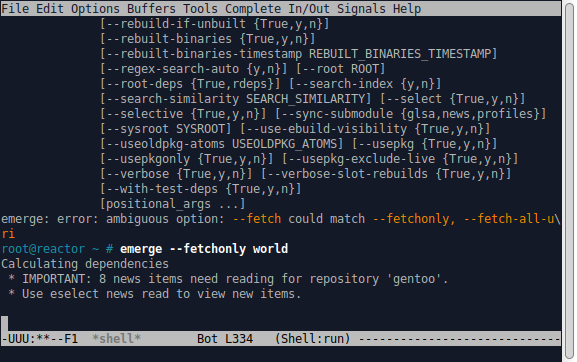 File Edit Options Buffers Tools Complete In/Out Signals Help
[--rebuild-if-unbuilt {True,y,n}]
[--rebuilt-binaries {True,y,n}]
[--rebuilt-binaries-timestamp REBUILT_BINARIES_TIMESTAMP]
[--regex-search-auto {y,n}] [--root ROOT]
[--root-deps {True,rdeps}] [--search-index {y,n}]
[--search-similarity SEARCH_SIMILARITY] [--select {True,y,n}]
[--selective {True,y,n}] [--sync-submodule {glsa,news,profiles}]
[--sysroot SYSROOT] [--use-ebuild-visibility {True,y,n}]
[--useoldpkg-atoms USEOLDPKG_ATOMS] [--usepkg {True,y,n}]
[--usepkgonly {True,y,n}] [--usepkg-exclude-live {True,y,n}]
[--verbose {True,y,n}] [--verbose-slot-rebuilds {True,y,n}]
[--with-test-deps {True,y,n}]
[positional_args ...]
emerge: error: ambiguous option: --fetch could match --fetchonly, --fetch-all-u\
ri
root@reactor ~ # emerge --fetchonly world
Calculating dependencies
* IMPORTANT: 8 news items need reading for repository 'gentoo'.
* Use eselect news read to view new items.
-UUU:**--F1 *shell* Bot L334 (Shell:run) -----------------------------